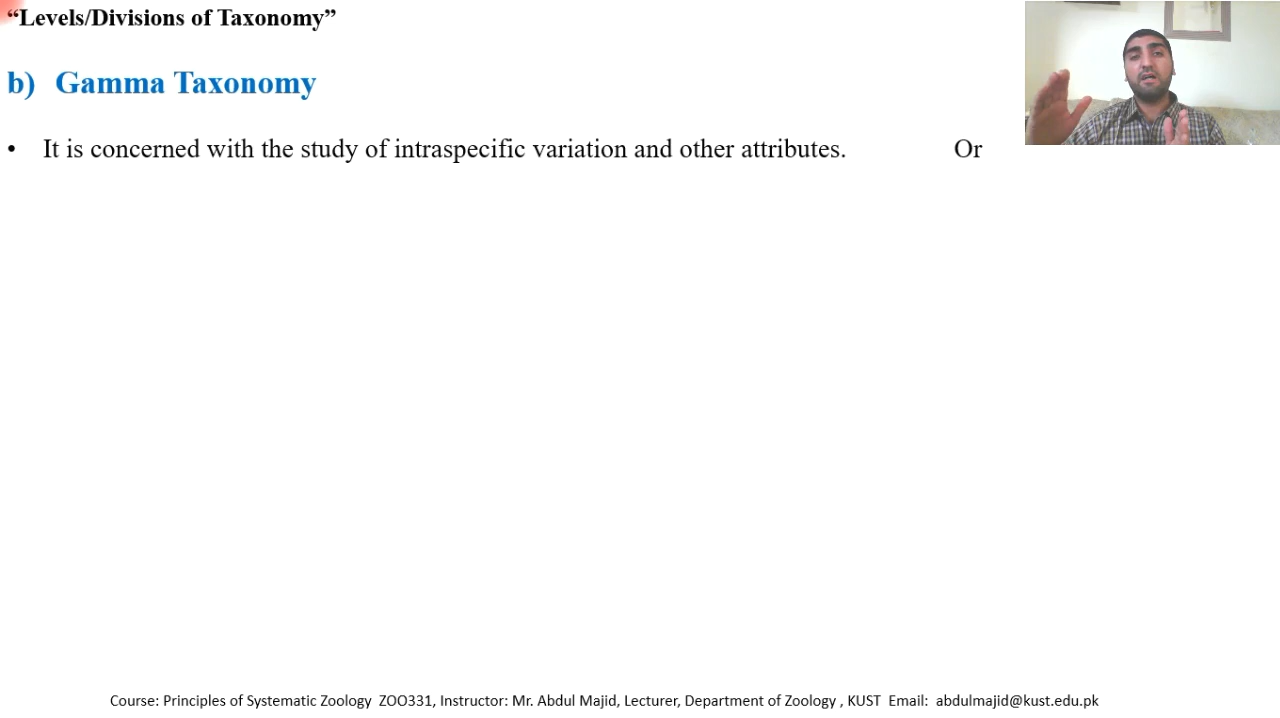 “Levels/Divisions of Taxonomy”
b) Gamma Taxonomy
• It is concerned with the study of intraspecific variation and other attributes. Or
Course: Principles of Systematic Zoology ZOO331, Instructor: Mr. Abdul Majid, Lecturer, Department of Zoology , KUST Email: abdulmajid@kust.edu.pk